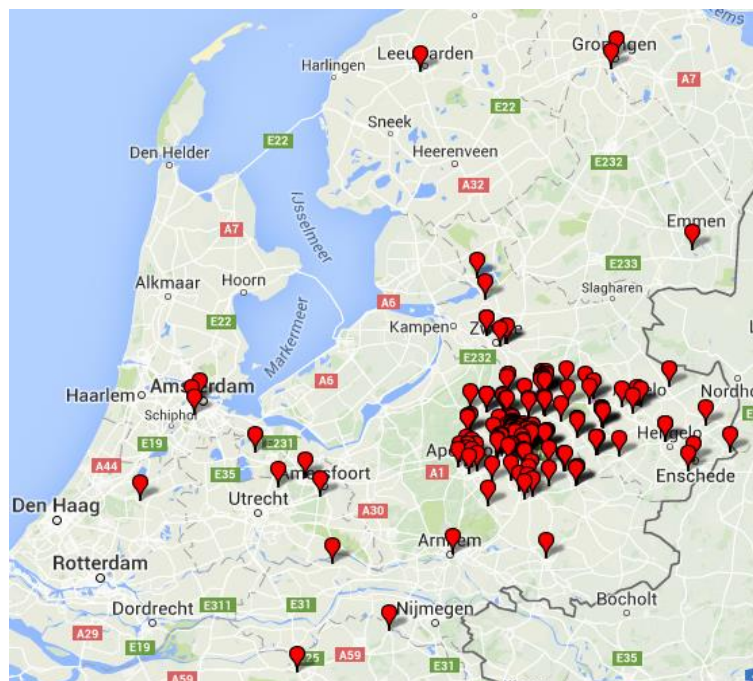 Leeuwarden
Groningen
Harlingen
A7
E22
Sneek
E22
Den Helder
Heerenveen
E232
A32
IJsselmeer
Emmen
A7
E233
Alkmaar
Hoorn
A6
Slagharen
E22
Markermeer
Kampen
E232
A6
Haarlem
Amsterdam
Nordho
Schiphol
E19
E231
Hengelo
A44
E35
Amersfoort
A1
Enschede
Den Haag
Utrecht
A30
Arnhem
Rotterdam
Dordrecht
E311
E31
Nijmegen
Bocholt
A29
E19
A59
A59
E31
E35